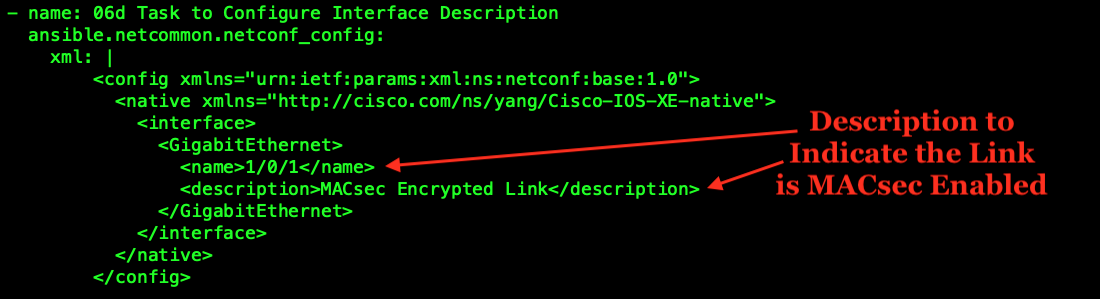 - name: 06d Task to Configure Interface Description
ansible.netcommon.netconf_config:
xml: |
<config xmlns="urn:ietf:params:xml:ns:netconf:base:1.0">
<native xmlns="http://cisco.com/ns/yang/Cisco-IOS-XE-native">
<interface>
<GigabitEthernet>
<name>1/0/1</name>
<description>MACsec Encrypted Link</description>
</GigabitEthernet>
</interface>
</native>
</config>
Description to
Indicate the Link
is MACsec Enabled